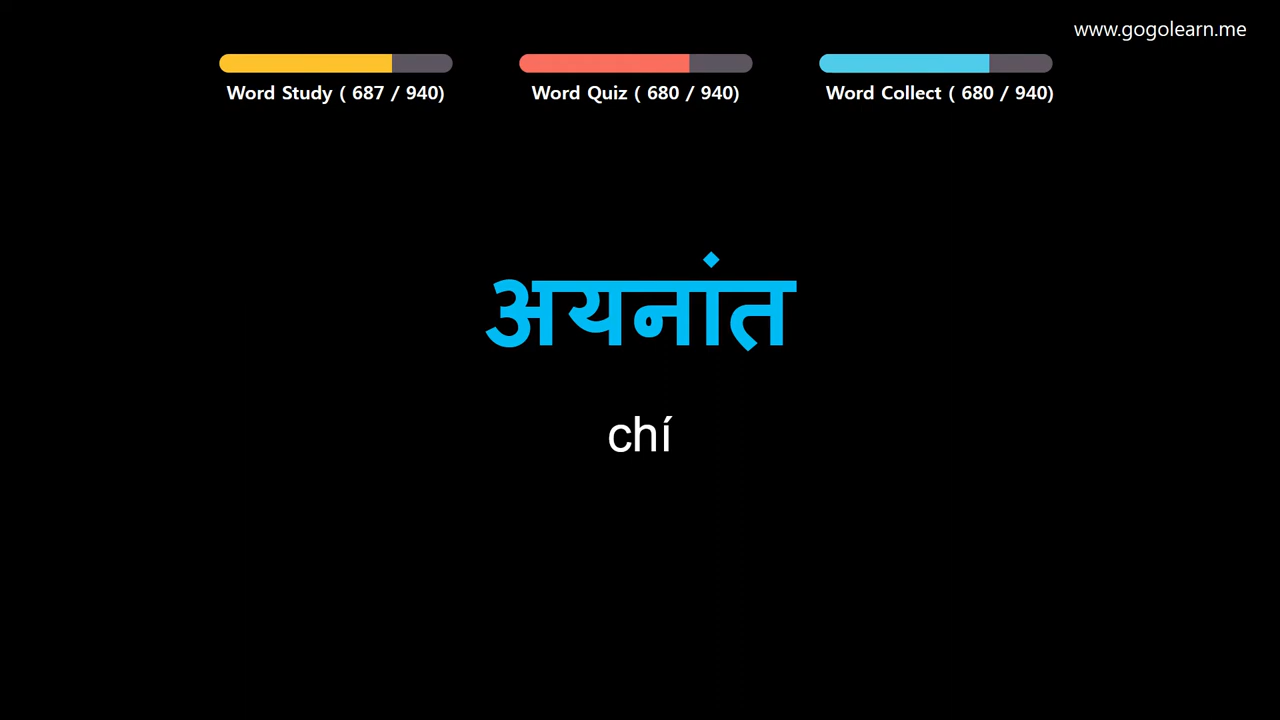 www.gogolearn.me
Word Study ( 687 / 940)
Word Quiz ( 680 / 940)
Word Collect ( 680 / 940)
अयनांत
chí